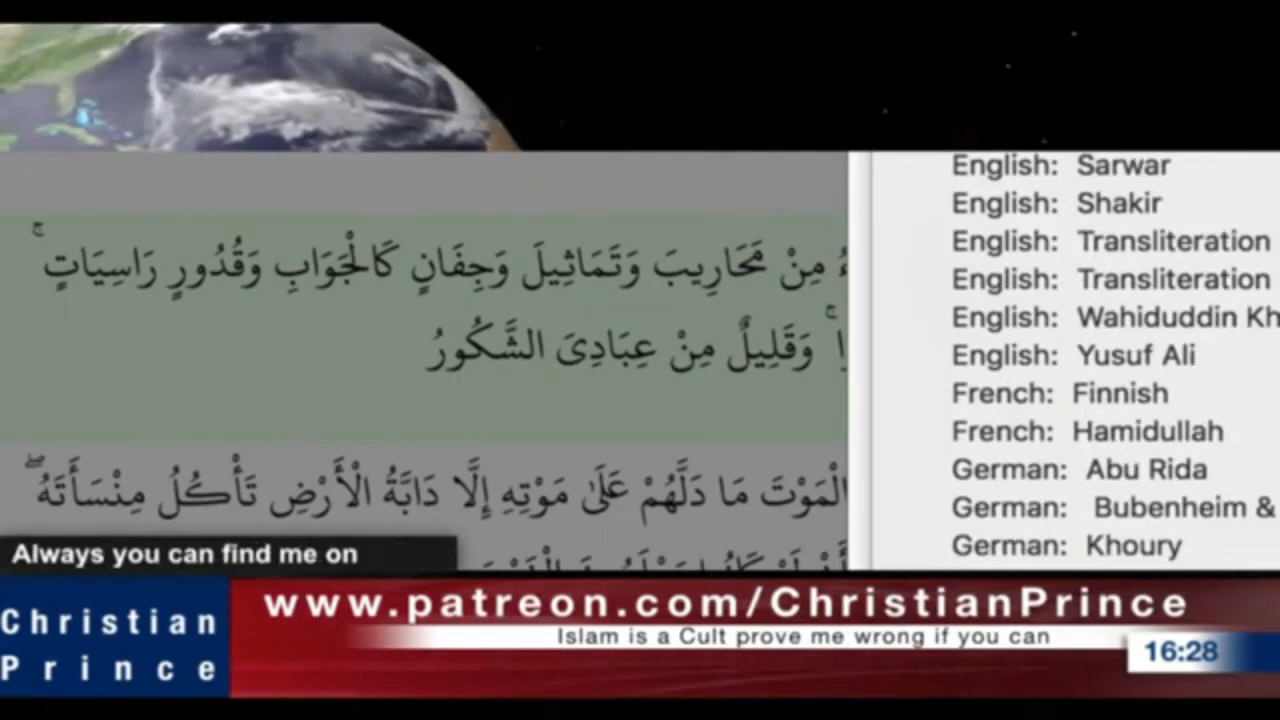 ءُ مِنْ مَحَارِيبَ وَتَمَاثِيلَ وَجِفَانٍ كَالْجَوَابِ وَقُدُورٍ رَاسِيَاتٍ ۚ
ا ۚ وَقَلِيلٌ مِنْ عِبَادِىَ الشَّكُورُ
الْمَوْتَ مَا دَلَّهُمْ عَلَىٰ مَوْتِهِ إِلَّا دَابَّةُ الْأَرْضِ تَأْكُلُ مِنْسَأَتَهُ ۖ
English: Sarwar
English: Shakir
English: Transliteration
English: Transliteration
English: Wahiduddin Kh
English: Yusuf Ali
French: Finnish
French: Hamidullah
German: Abu Rida
German: Bubenheim &
German: Khoury
Always you can find me on
Christian
Prince
www.patreon.com/ChristianPrince
Islam is a Cult prove me wrong if you can
16:28